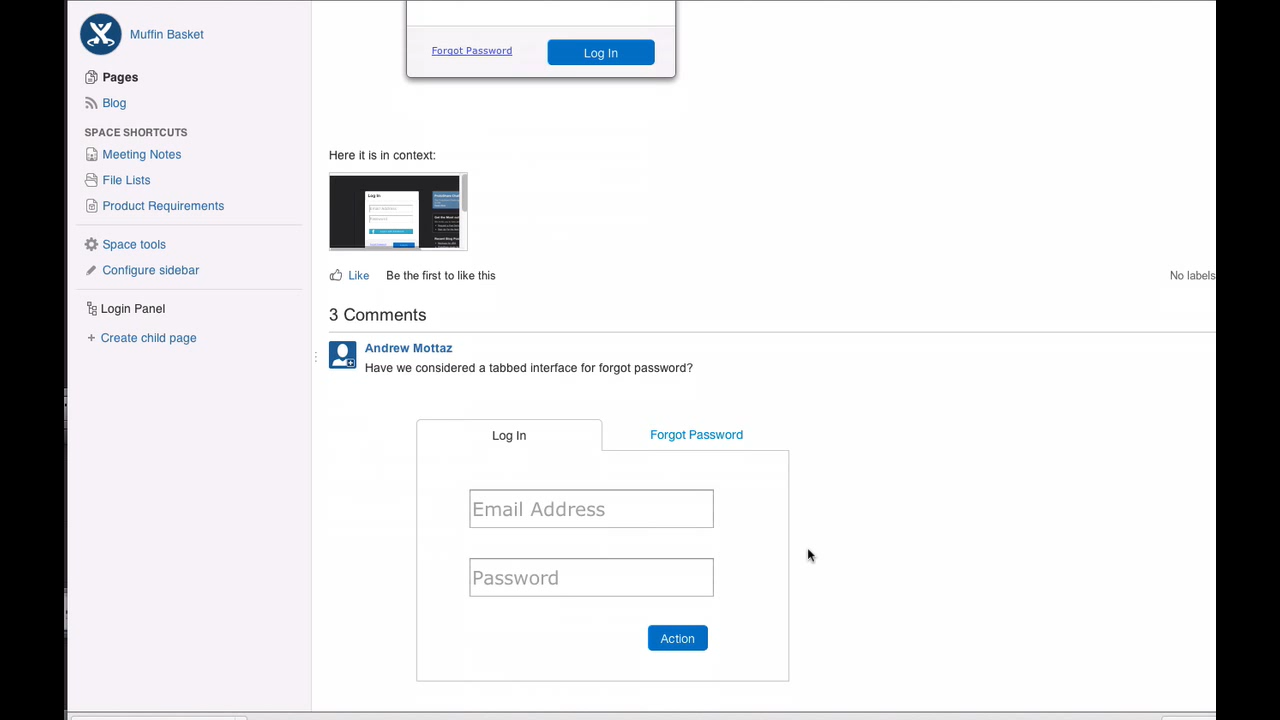 Muffin Basket
Pages
Blog
SPACE SHORTCUTS
Meeting Notes
File Lists
Product Requirements
Space tools
Configure sidebar
Login Panel
+ Create child page
Forgot Password
Log In
Here it is in context:
Log In
Like Be the first to like this
No labels
3 Comments
Andrew Mottaz
Have we considered a tabbed interface for forgot password?
Log In
Forgot Password
Email Address
Password
Action